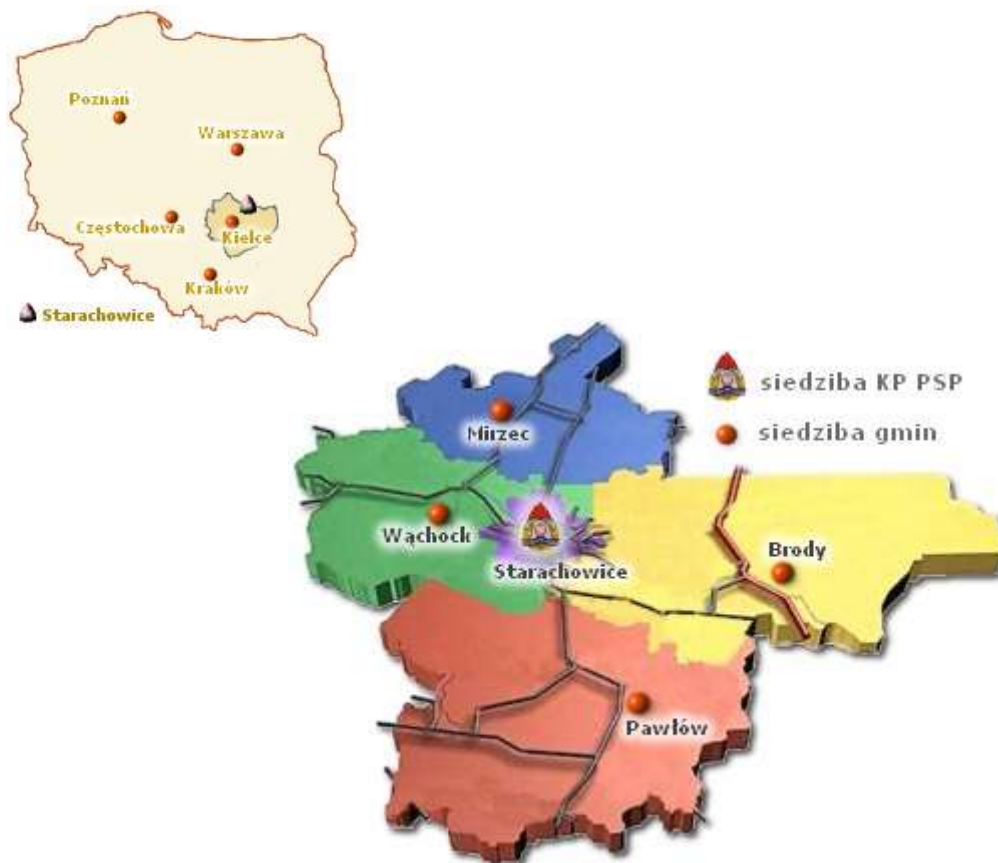 Poznań
Warszawa
Częstochowa
Kielce
Kraków
Starachowice
siedziba KP PSP
siedziba gmin
Mirzec
Wąchock
Starachowice
Brody
Pawłów